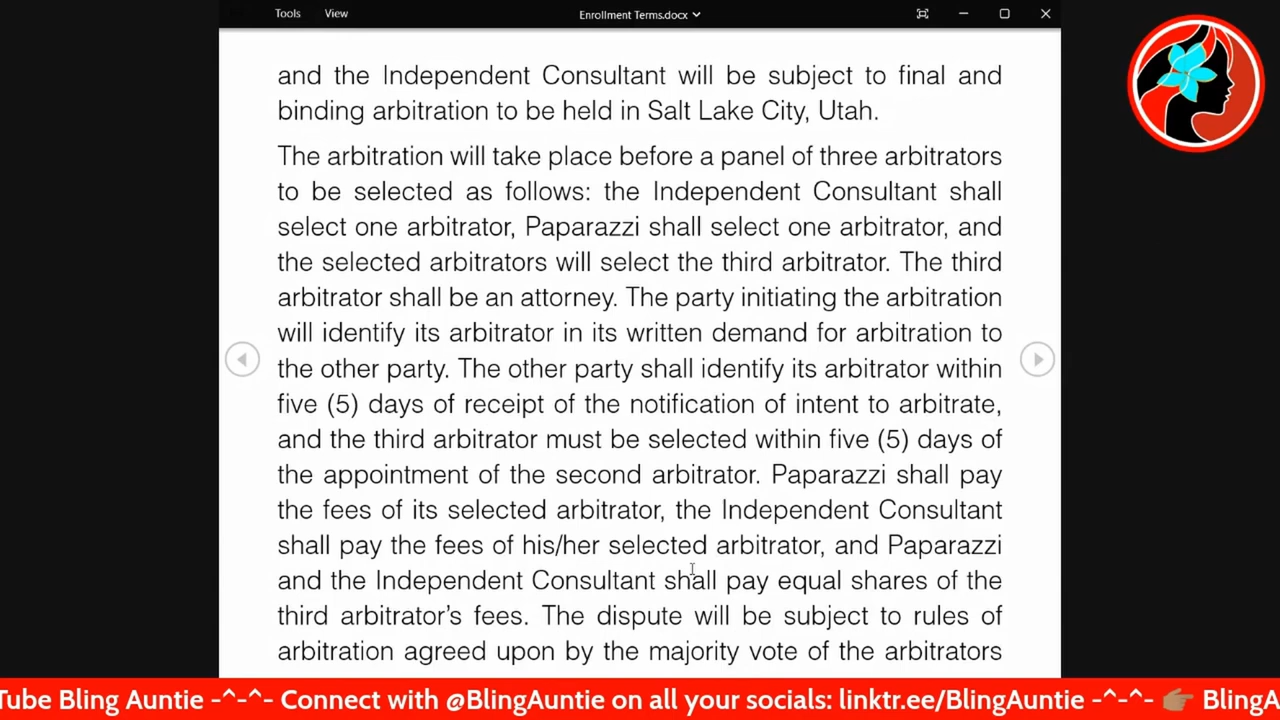 Tools View Enrollment Terms.docx
and the Independent Consultant will be subject to final and
binding arbitration to be held in Salt Lake City, Utah.
The arbitration will take place before a panel of three arbitrators
to be selected as follows: the Independent Consultant shall
select one arbitrator, Paparazzi shall select one arbitrator, and
the selected arbitrators will select the third arbitrator. The third
arbitrator shall be an attorney. The party initiating the arbitration
will identify its arbitrator in its written demand for arbitration to
the other party. The other party shall identify its arbitrator within
five (5) days of receipt of the notification of intent to arbitrate,
and the third arbitrator must be selected within five (5) days of
the appointment of the second arbitrator. Paparazzi shall pay
the fees of its selected arbitrator, the Independent Consultant
shall pay the fees of his/her selected arbitrator, and Paparazzi
and the Independent Consultant shall pay equal shares of the
third arbitrator's fees. The dispute will be subject to rules of
arbitration agreed upon by the majority vote of the arbitrators
Tube Bling Auntie -^-^- Connect with @BlingAuntie on all your socials: linktr.ee/BlingAuntie -^-^- 👉🏽 BlingA